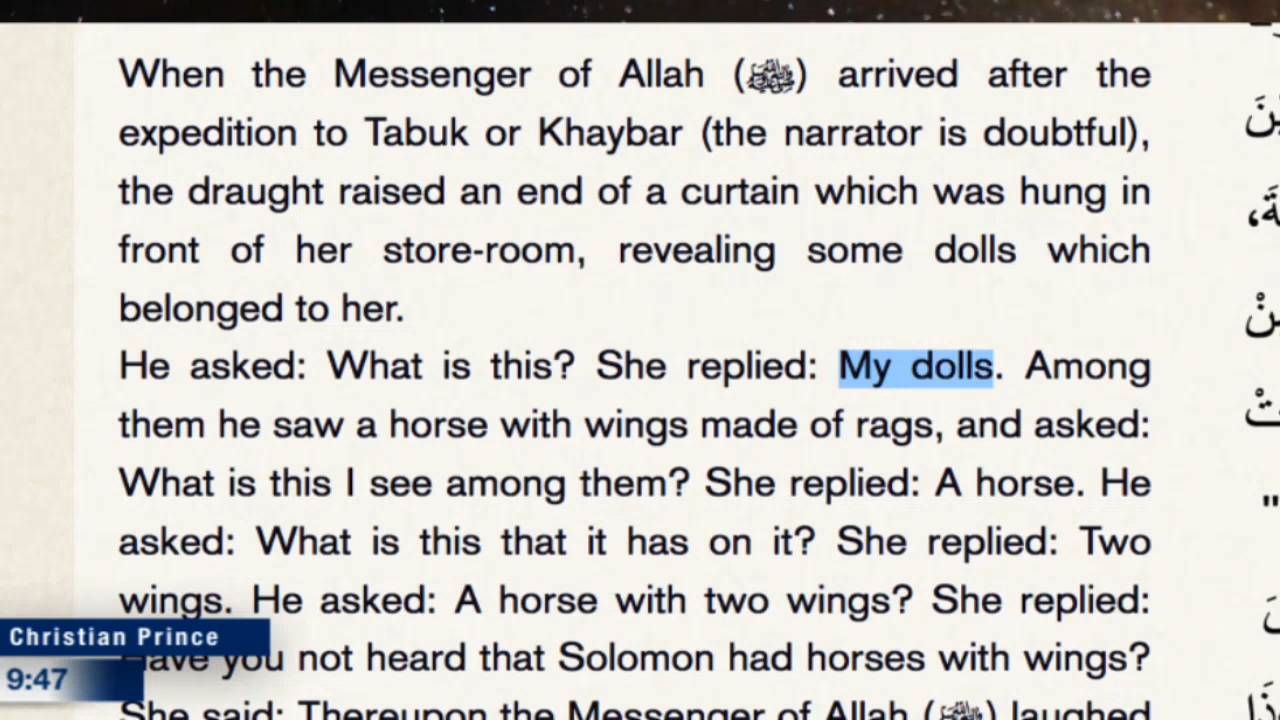 When the Messenger of Allah (ﷺ) arrived after the
expedition to Tabuk or Khaybar (the narrator is doubtful),
the draught raised an end of a curtain which was hung in
front of her store-room, revealing some dolls which
belonged to her.
He asked: What is this? She replied: My dolls. Among
them he saw a horse with wings made of rags, and asked:
What is this I see among them? She replied: A horse. He
asked: What is this that it has on it? She replied: Two
wings. He asked: A horse with two wings? She replied:
Have you not heard that Solomon had horses with wings?
She said: Thereupon the Messenger of Allah (ﷺ) laughed
Christian Prince
9:47